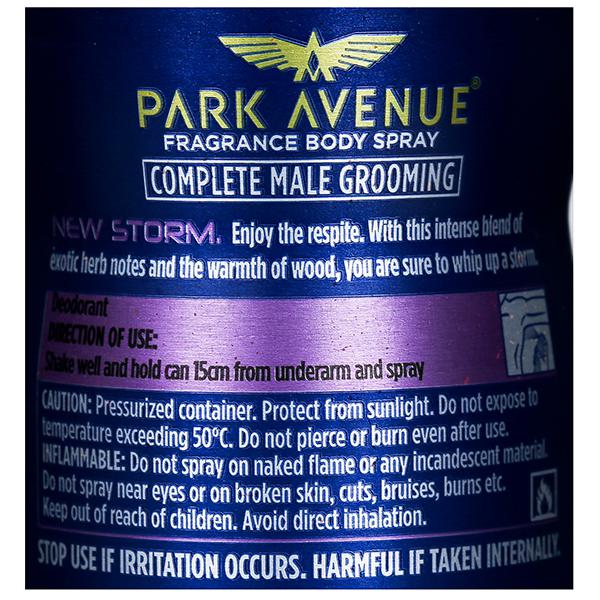 PARK AVENUE®
FRAGRANCE BODY SPRAY
COMPLETE MALE GROOMING
NEW STORM. Enjoy the respite. With this intense blend of
exotic herb notes and the warmth of wood, you are sure to whip up a storm.
Deodorant
DIRECTION OF USE:
Shake well and hold can 15cm from underarm and spray
CAUTION: Pressurized container. Protect from sunlight. Do not expose to
temperature exceeding 50ºC. Do not pierce or burn even after use.
INFLAMMABLE: Do not spray on naked flame or any incandescent material.
Do not spray near eyes or on broken skin, cuts, bruises, burns etc.
Keep out of reach of children. Avoid direct inhalation.
STOP USE IF IRRITATION OCCURS. HARMFUL IF TAKEN INTERNALLY.